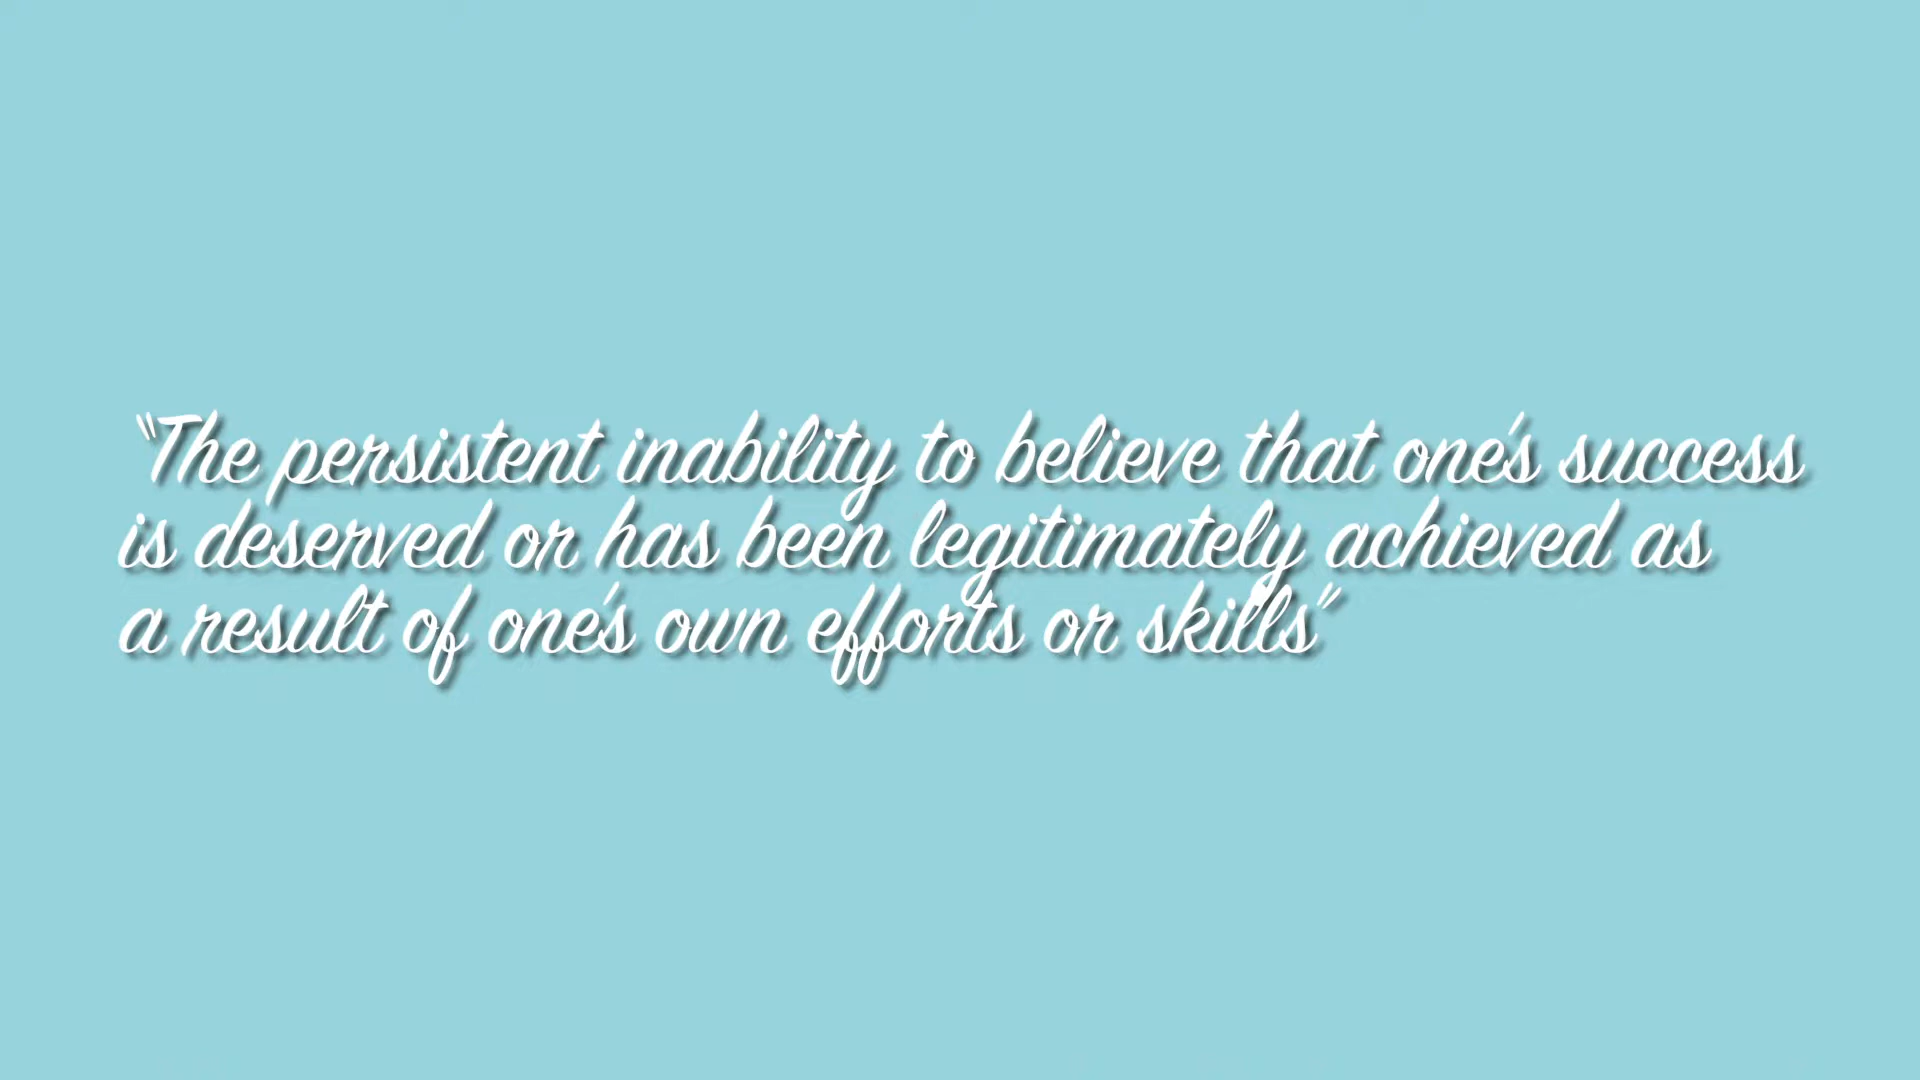 “The persistent inability to believe that one's success
is deserved or has been legitimately achieved as
a result of one's own efforts or skills”